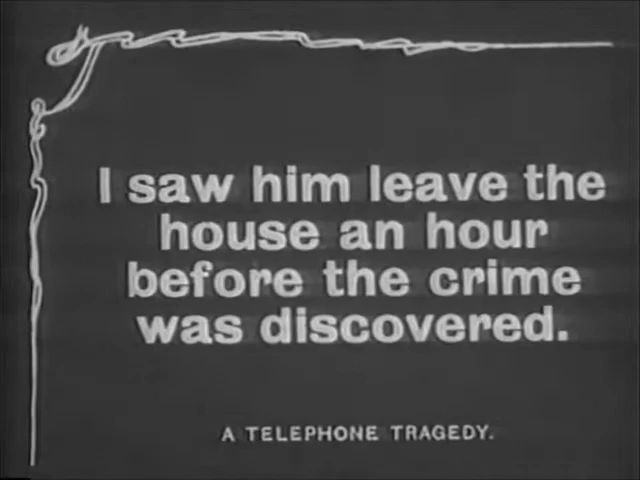 I saw him leave the
house an hour
before the crime
was discovered.
A TELEPHONE TRAGEDY.